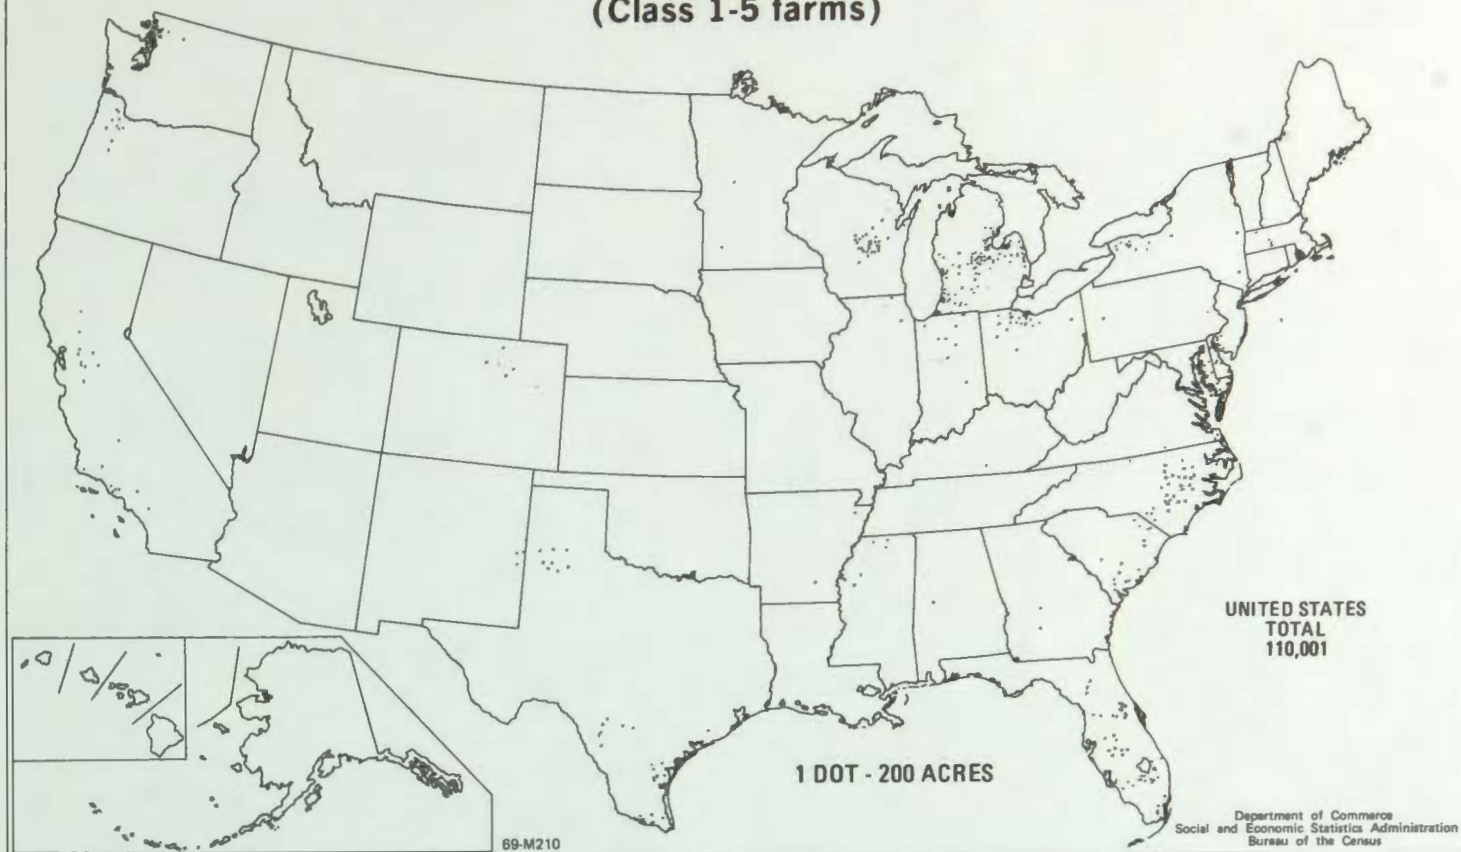 (Class 1-5 farms)
UNITED STATES
TOTAL
110,001
1 DOT - 200 ACRES
69-M210
Department of Commerce
Social and Economic Statistics Administration
Bureau of the Census